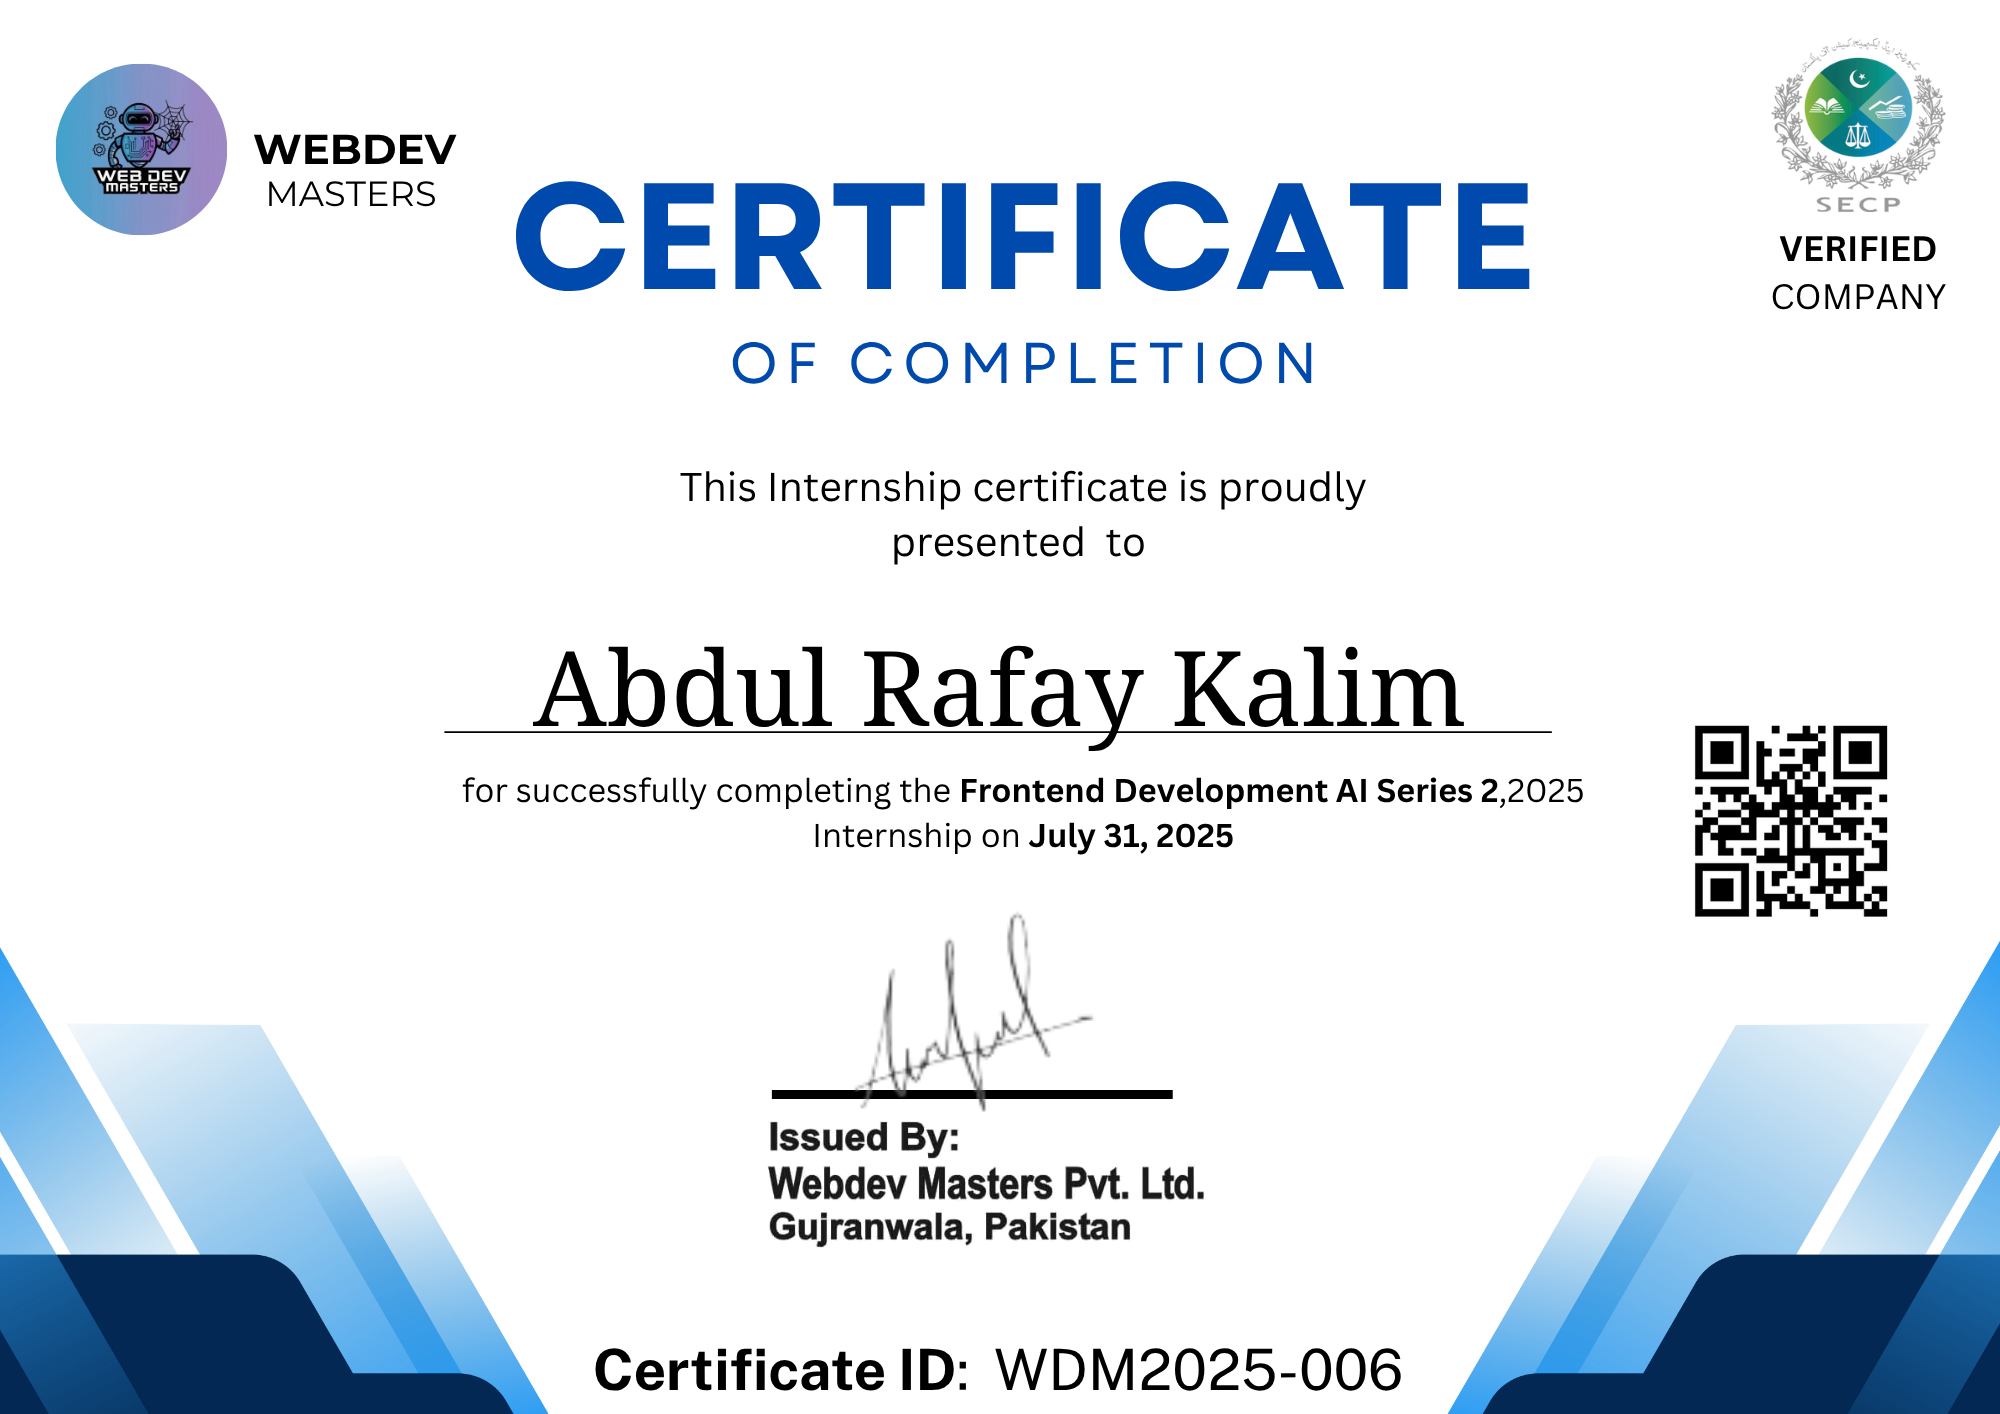 WEB DEV
MASTERS
WEBDEV
MASTERS
SECP
VERIFIED
COMPANY
CERTIFICATE
OF COMPLETION
This Internship certificate is proudly
presented to
Abdul Rafay Kalim
for successfully completing the Frontend Development AI Series 2,2025
Internship on July 31, 2025
Issued By:
Webdev Masters Pvt. Ltd.
Gujranwala, Pakistan
Certificate ID: WDM2025-006